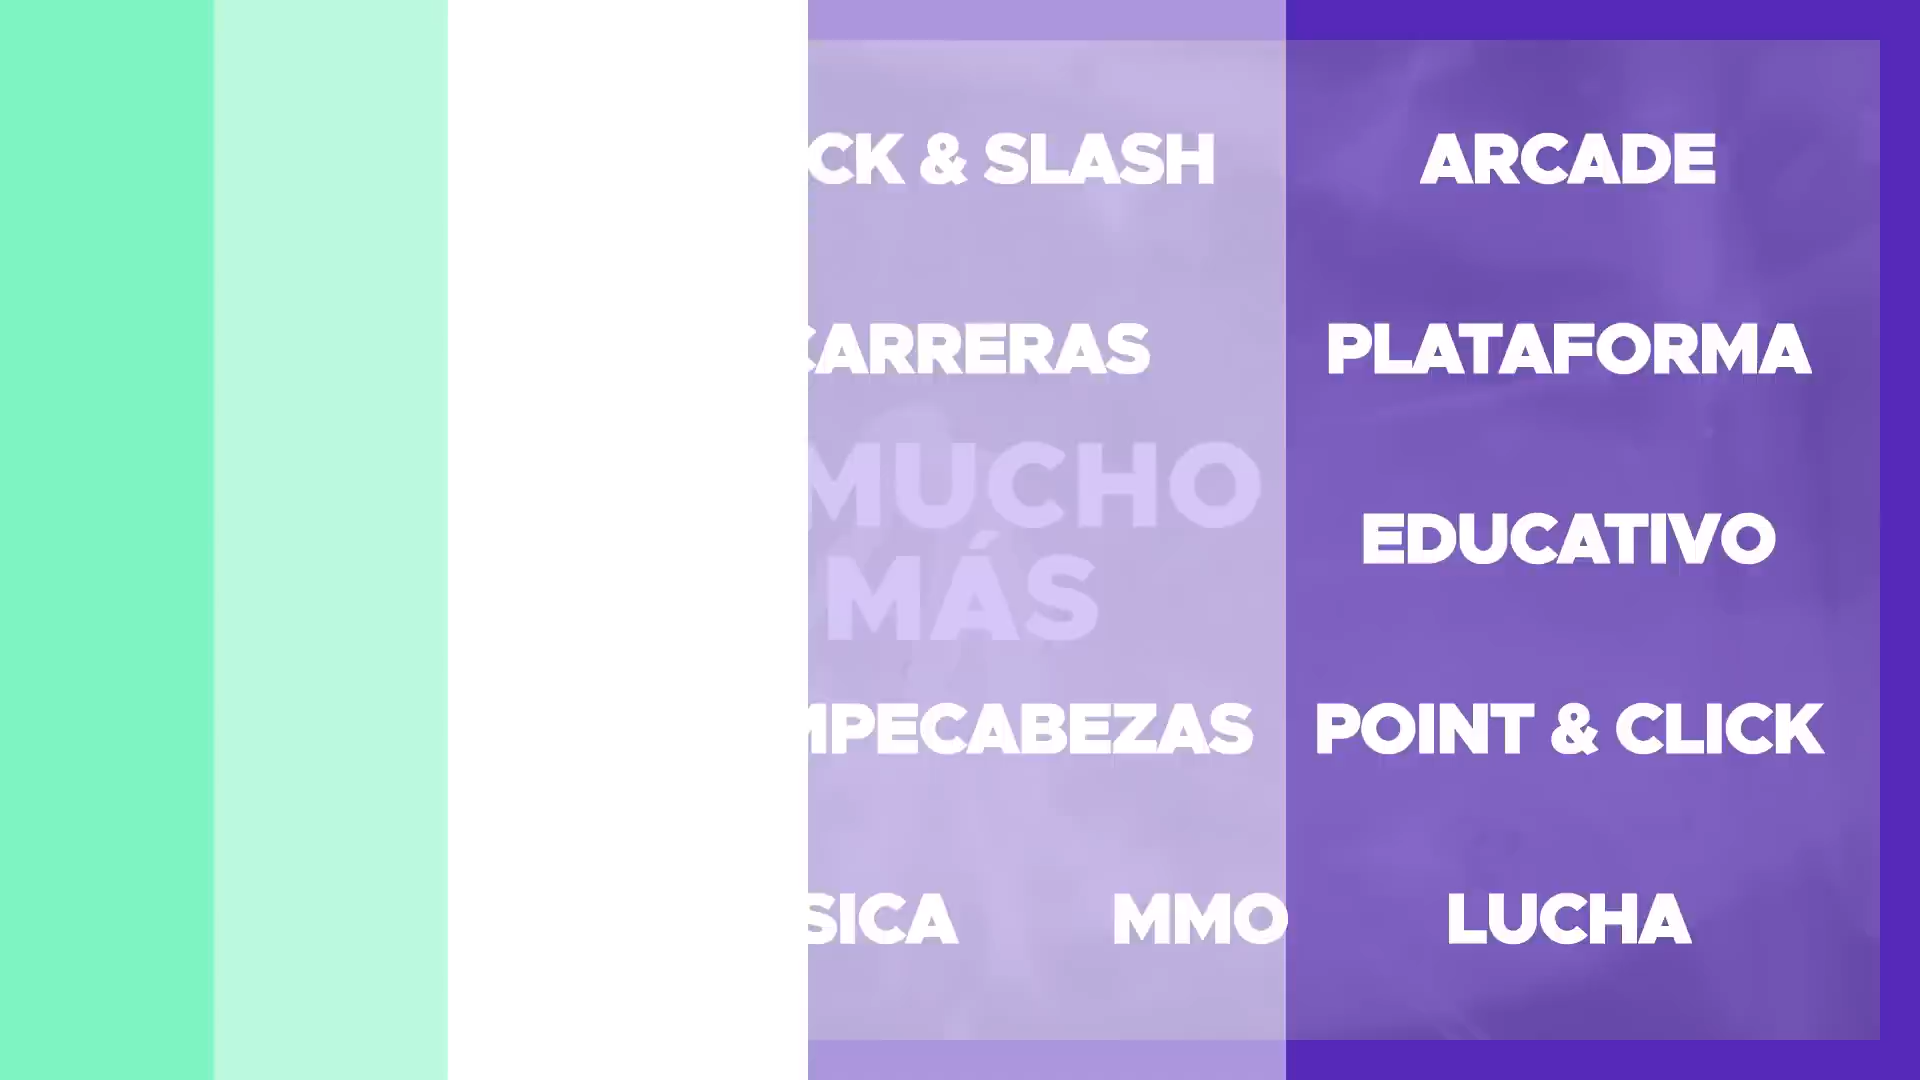 CK & SLASH ARCADE
CARRERAS PLATAFORMA
MUCHO
MÁS
EDUCATIVO
MPECABEZAS POINT & CLICK
SICA MMO LUCHA